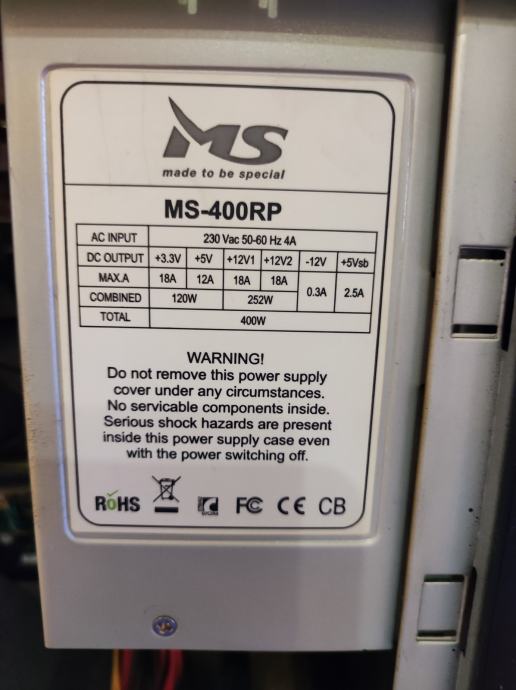 MS
made to be special
MS-400RP
AC INPUT 230 Vac 50-60 Hz 4A
DC OUTPUT +3.3V +5V +12V1 +12V2 -12V +5Vsb
MAX.A 18A 12A 18A 18A 0.3A 2.5A
COMBINED 120W 252W
TOTAL 400W
WARNING!
Do not remove this power supply
cover under any circumstances.
No servicable components inside.
Serious shock hazards are present
inside this power supply case even
with the power switching off.
RoHS FC CE CB